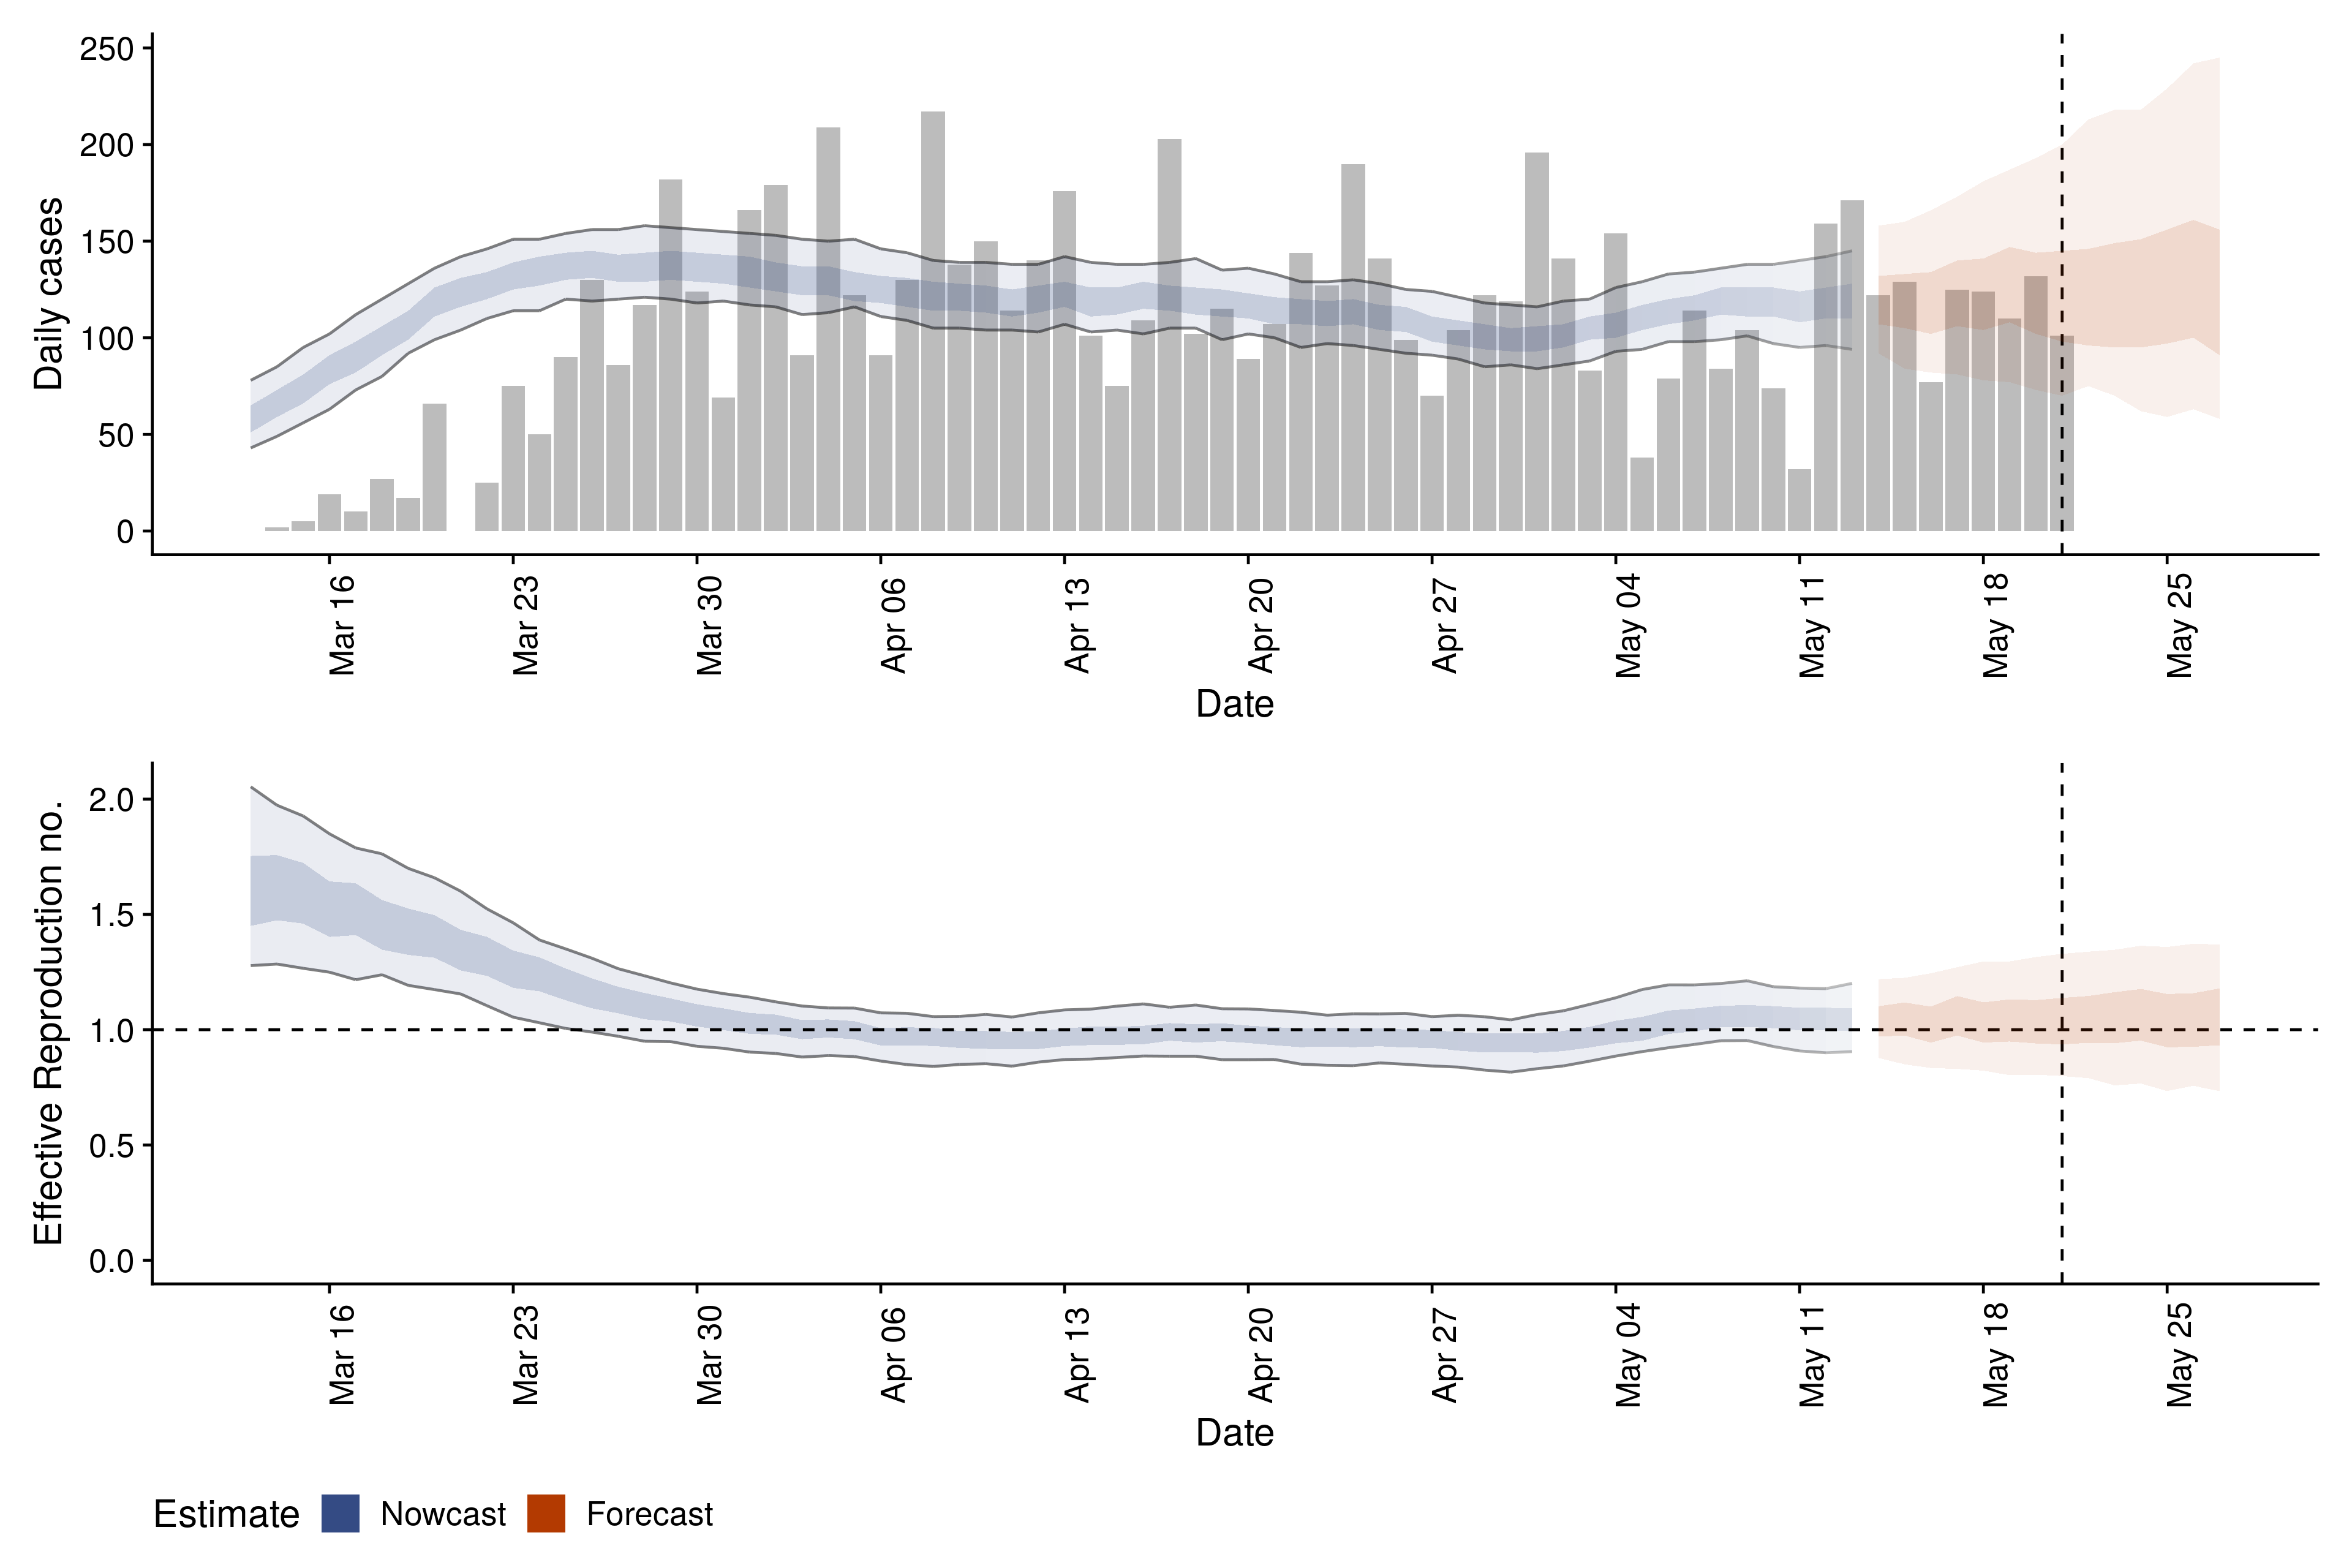 250
200
150
100
50
0
Daily cases
Mar 16 Mar 23 Mar 30 Apr 06 Apr 13 Apr 20 Apr 27 May 04 May 11 May 18 May 25
Date
2.0
1.5
1.0
0.5
0.0
Effective Reproduction no.
Mar 16 Mar 23 Mar 30 Apr 06 Apr 13 Apr 20 Apr 27 May 04 May 11 May 18 May 25
Date
Estimate Nowcast Forecast